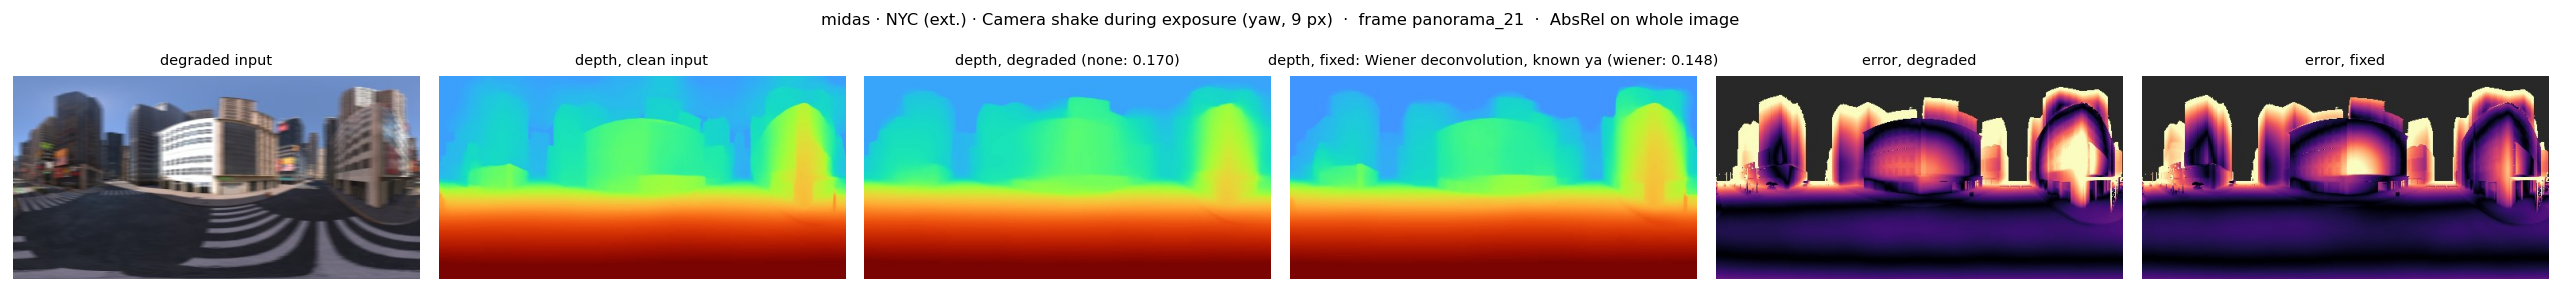 midas · NYC (ext.) · Camera shake during exposure (yaw, 9 px) · frame panorama_21 · AbsRel on whole image
degraded input
depth, clean input
depth, degraded (none: 0.170)
depth, fixed: Wiener deconvolution, known ya (wiener: 0.148)
error, degraded
error, fixed